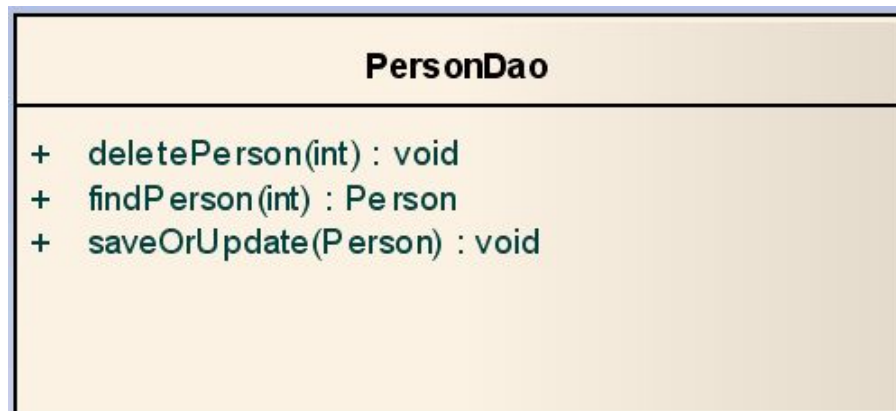 PersonDao
+ deletePerson(int) : void
+ findPerson(int) : Person
+ saveOrUpdate(Person) : void